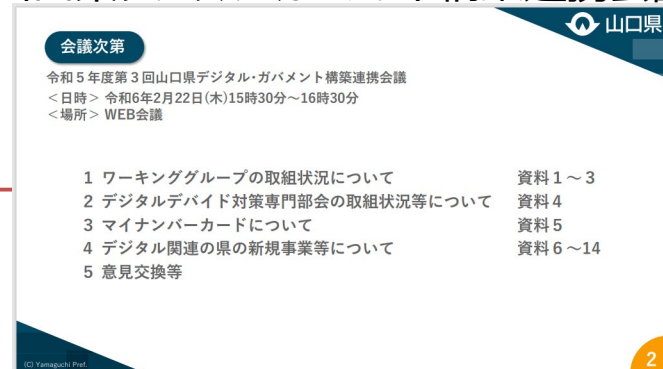 山口県
会議次第
令和5年度第3回山口県デジタル・ガバメント構築連携会議
＜日時＞ 令和6年2月22日(木)15時30分～16時30分
＜場所＞ WEB会議
1 ワーキンググループの取組状況について 資料1～3
2 デジタルデバイド対策専門部会の取組状況等について 資料4
3 マイナンバーカードについて 資料5
4 デジタル関連の県の新規事業等について 資料6～14
5 意見交換等
(C) Yamaguchi Pref.
2